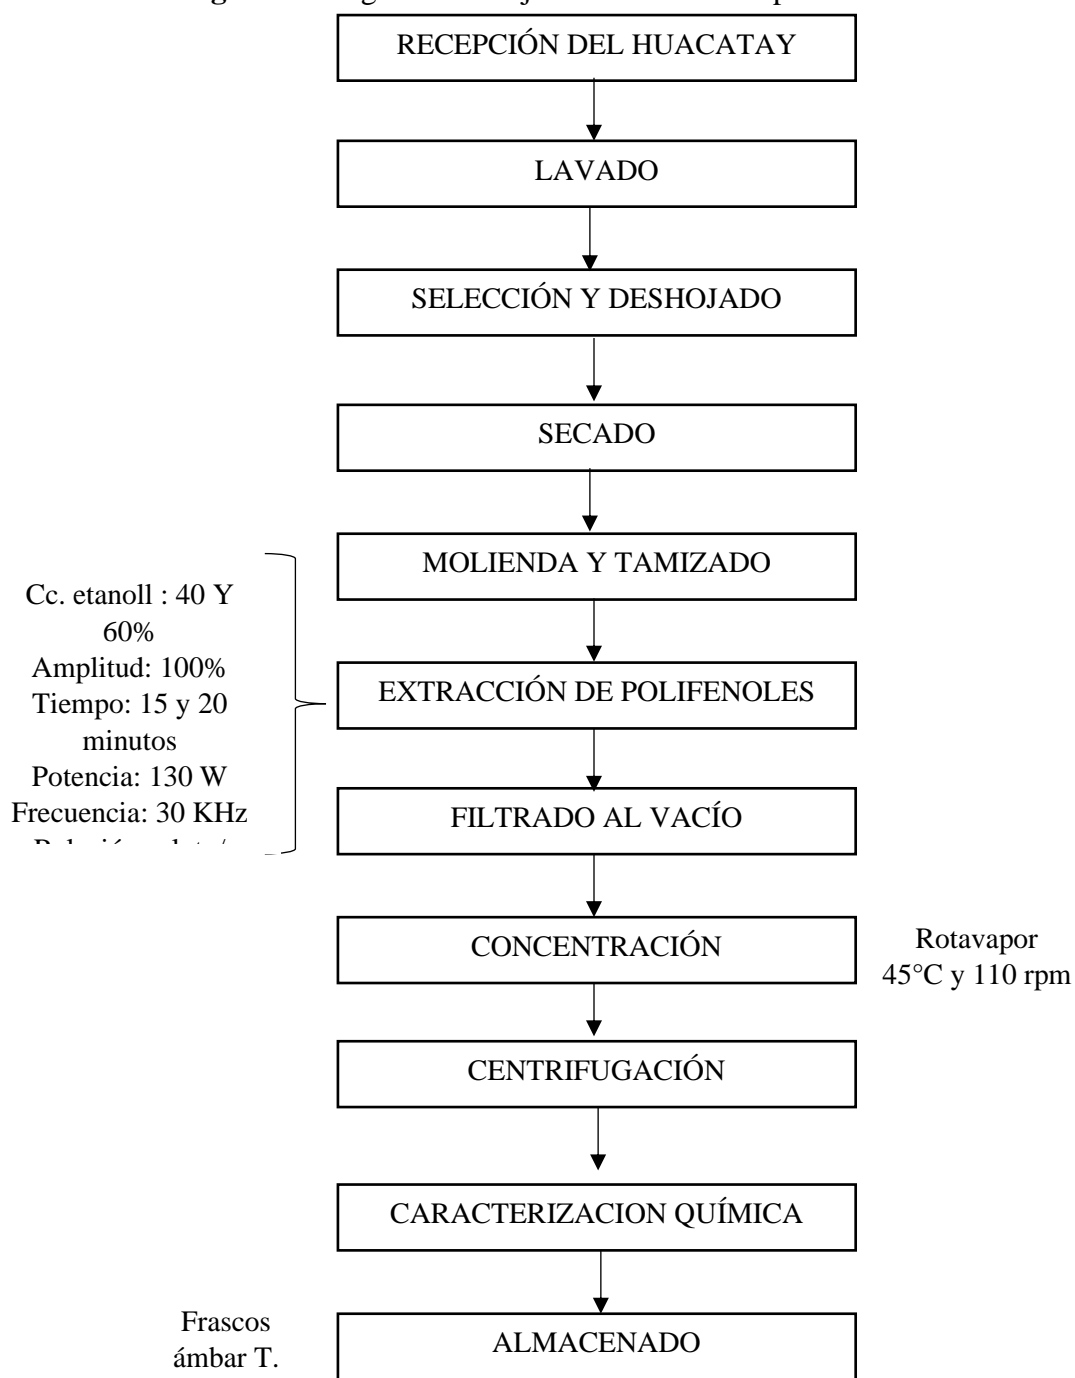 RECEPCIÓN DEL HUACATAY
LAVADO
SELECCIÓN Y DESHOJADO
SECADO
MOLIENDA Y TAMIZADO
Cc. etanoll : 40 Y
60%
Amplitud: 100%
Tiempo: 15 y 20
minutos
Potencia: 130 W
Frecuencia: 30 KHz
EXTRACCIÓN DE POLIFENOLES
FILTRADO AL VACÍO
CONCENTRACIÓN
Rotavapor
45°C y 110 rpm
CENTRIFUGACIÓN
CARACTERIZACION QUÍMICA
Frascos
ámbar T.
ALMACENADO